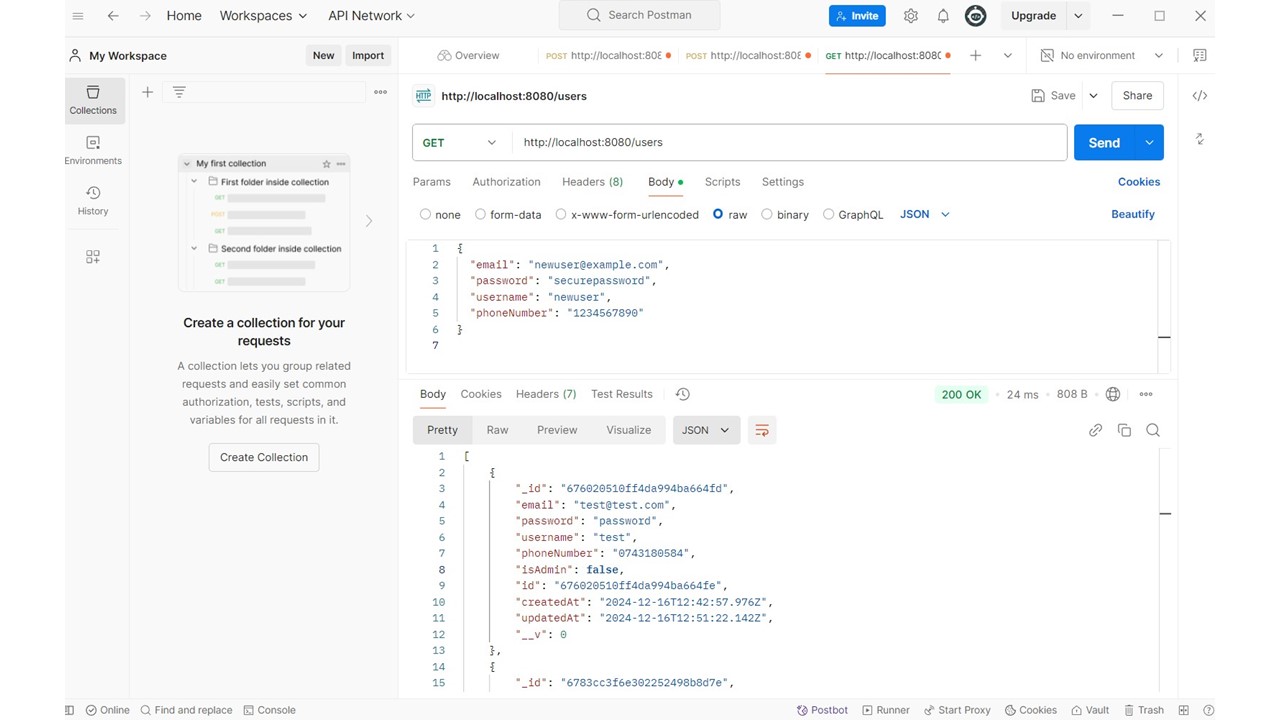 Home Workspaces API Network Search Postman Invite Upgrade
My Workspace New Import Overview POST http://localhost:808 POST http://localhost:808 GET http://localhost:8080 No environment
Collections
Environments
History
My first collection
First folder inside collection
GET
POST
GET
Second folder inside collection
GET
GET
Create a collection for your
requests
A collection lets you group related
requests and easily set common
authorization, tests, scripts, and
variables for all requests in it.
Create Collection
HTTP http://localhost:8080/users Save Share
GET http://localhost:8080/users Send
Params Authorization Headers (8) Body Scripts Settings Cookies
none form-data x-www-form-urlencoded raw binary GraphQL JSON Beautify
1 {
2 "email": "newuser@example.com",
3 "password": "securepassword",
4 "username": "newuser",
5 "phoneNumber": "1234567890"
6 }
7
Body Cookies Headers (7) Test Results 200 OK 24 ms 808 B
Pretty Raw Preview Visualize JSON
1 [
2 {
3 "_id": "676020510ff4da994ba664fd",
4 "email": "test@test.com",
5 "password": "password",
6 "username": "test",
7 "phoneNumber": "0743180584",
8 "isAdmin": false,
9 "id": "676020510ff4da994ba664fe",
10 "createdAt": "2024-12-16T12:42:57.976Z",
11 "updatedAt": "2024-12-16T12:51:22.142Z",
12 "__v": 0
13 },
14 {
15 "_id": "6783cc3f6e302252498b8d7e",
Online Find and replace Console Postbot Runner Start Proxy Cookies Vault Trash